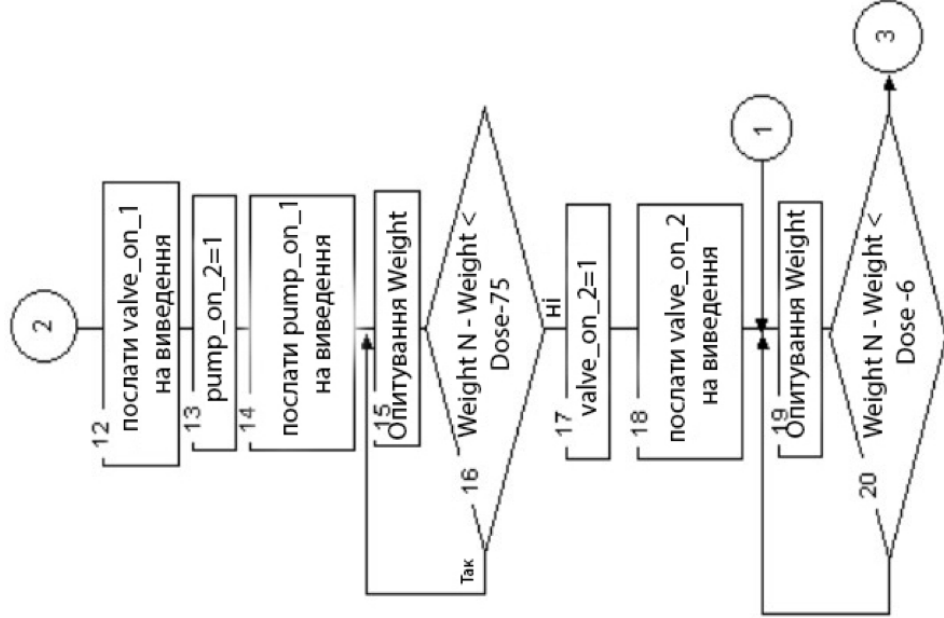 2
12
послати valve_on_1
на виведення
13
pump_on_2=1
14
послати pump_on_1
на виведення
15
Опитування Weight
16
Weight N - Weight <
Dose-75
Так
ні
17
valve_on_2=1
18
послати valve_on_2
на виведення
1
19
Опитування Weight
20
Weight N - Weight <
Dose -6
3